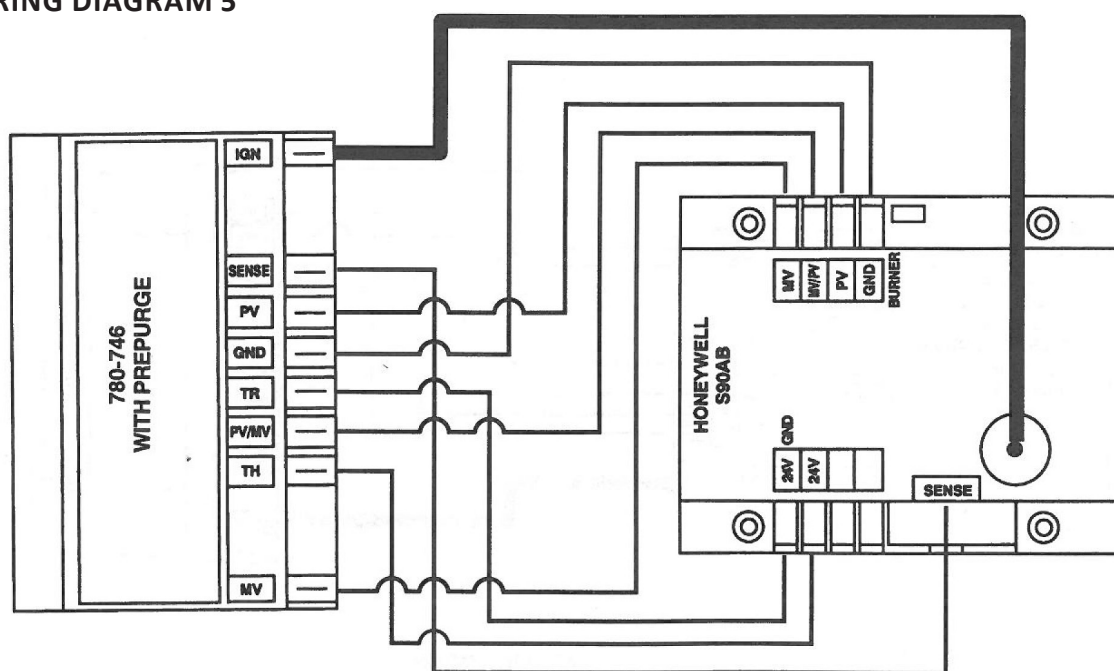 RING DIAGRAM 5
IGN
SENSE
PV
GND
TR
PV/MV
TH
MV
780-746
WITH PREPURGE
MV
MV/PV
PV
GND
BURNER
HONEYWELL
S90AB
24V GND
24V
SENSE